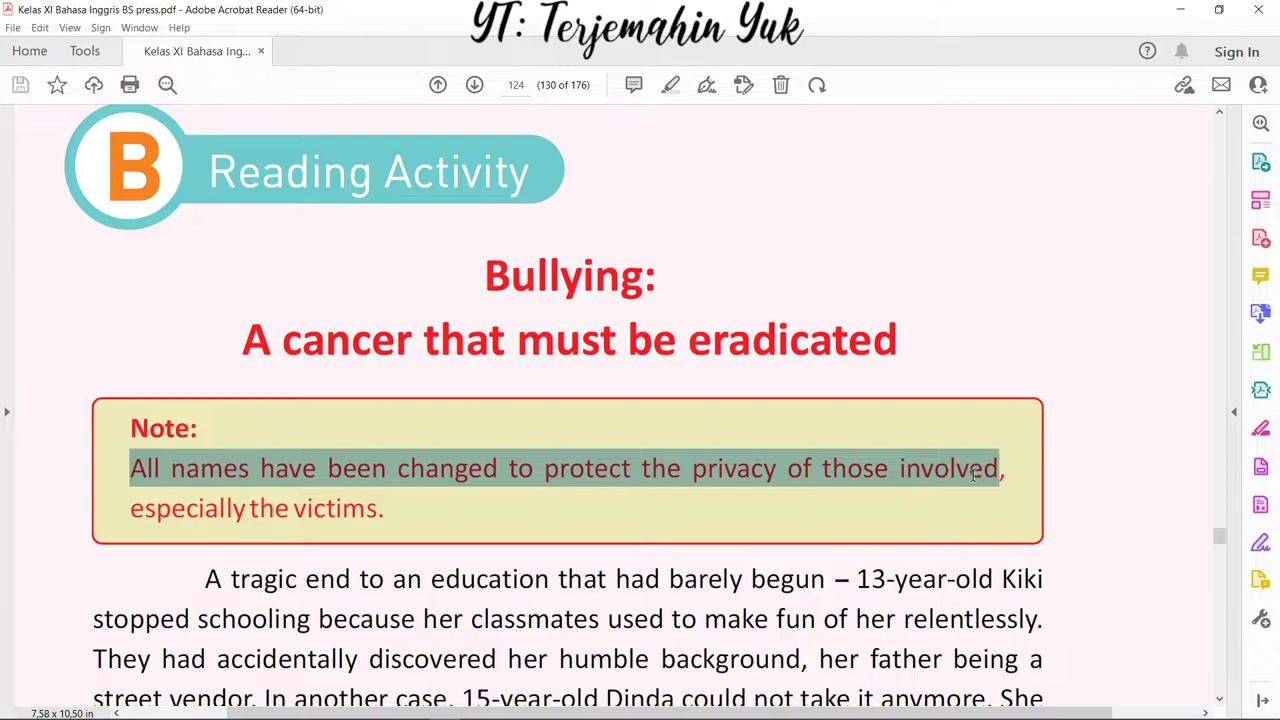 Kelas XI Bahasa Inggris BS press.pdf - Adobe Acrobat Reader (64-bit)
YT: Terjemahin Yuk
File Edit View Sign Window Help
Home Tools Kelas XI Bahasa Ing... × Sign In
124 (130 of 176)
B Reading Activity
Bullying:
A cancer that must be eradicated
Note:
All names have been changed to protect the privacy of those involved,
especially the victims.
A tragic end to an education that had barely begun – 13-year-old Kiki
stopped schooling because her classmates used to make fun of her relentlessly.
They had accidentally discovered her humble background, her father being a
street vendor. In another case, 15-year-old Dinda could not take it anymore. She
7,58 x 10,50 in